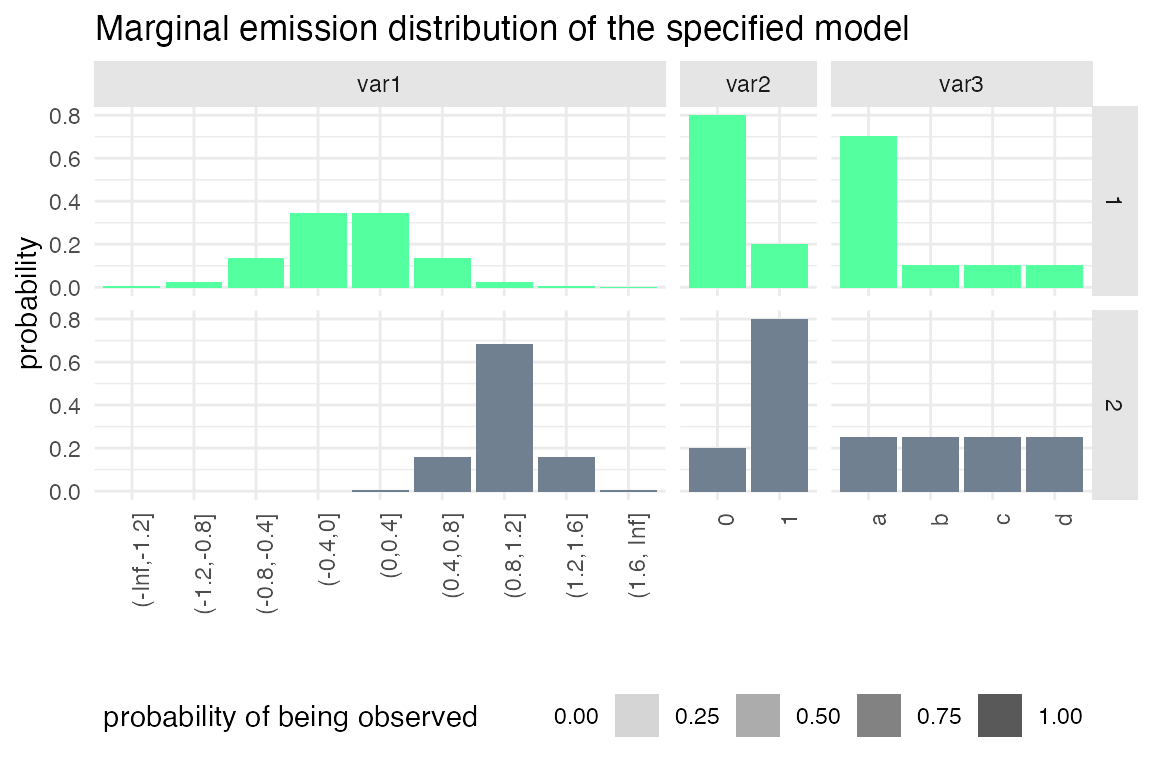 Marginal emission distribution of the specified model
var1 var2 var3
probability
0.8
0.6
0.4
0.2
0.0
1
0.8
0.6
0.4
0.2
0.0
2
(-Inf,-1.2] (-1.2,-0.8] (-0.8,-0.4] (-0.4,0] (0,0.4] (0.4,0.8] (0.8,1.2] (1.2,1.6] (1.6, Inf] 0 1 a b c d
probability of being observed 0.00 0.25 0.50 0.75 1.00